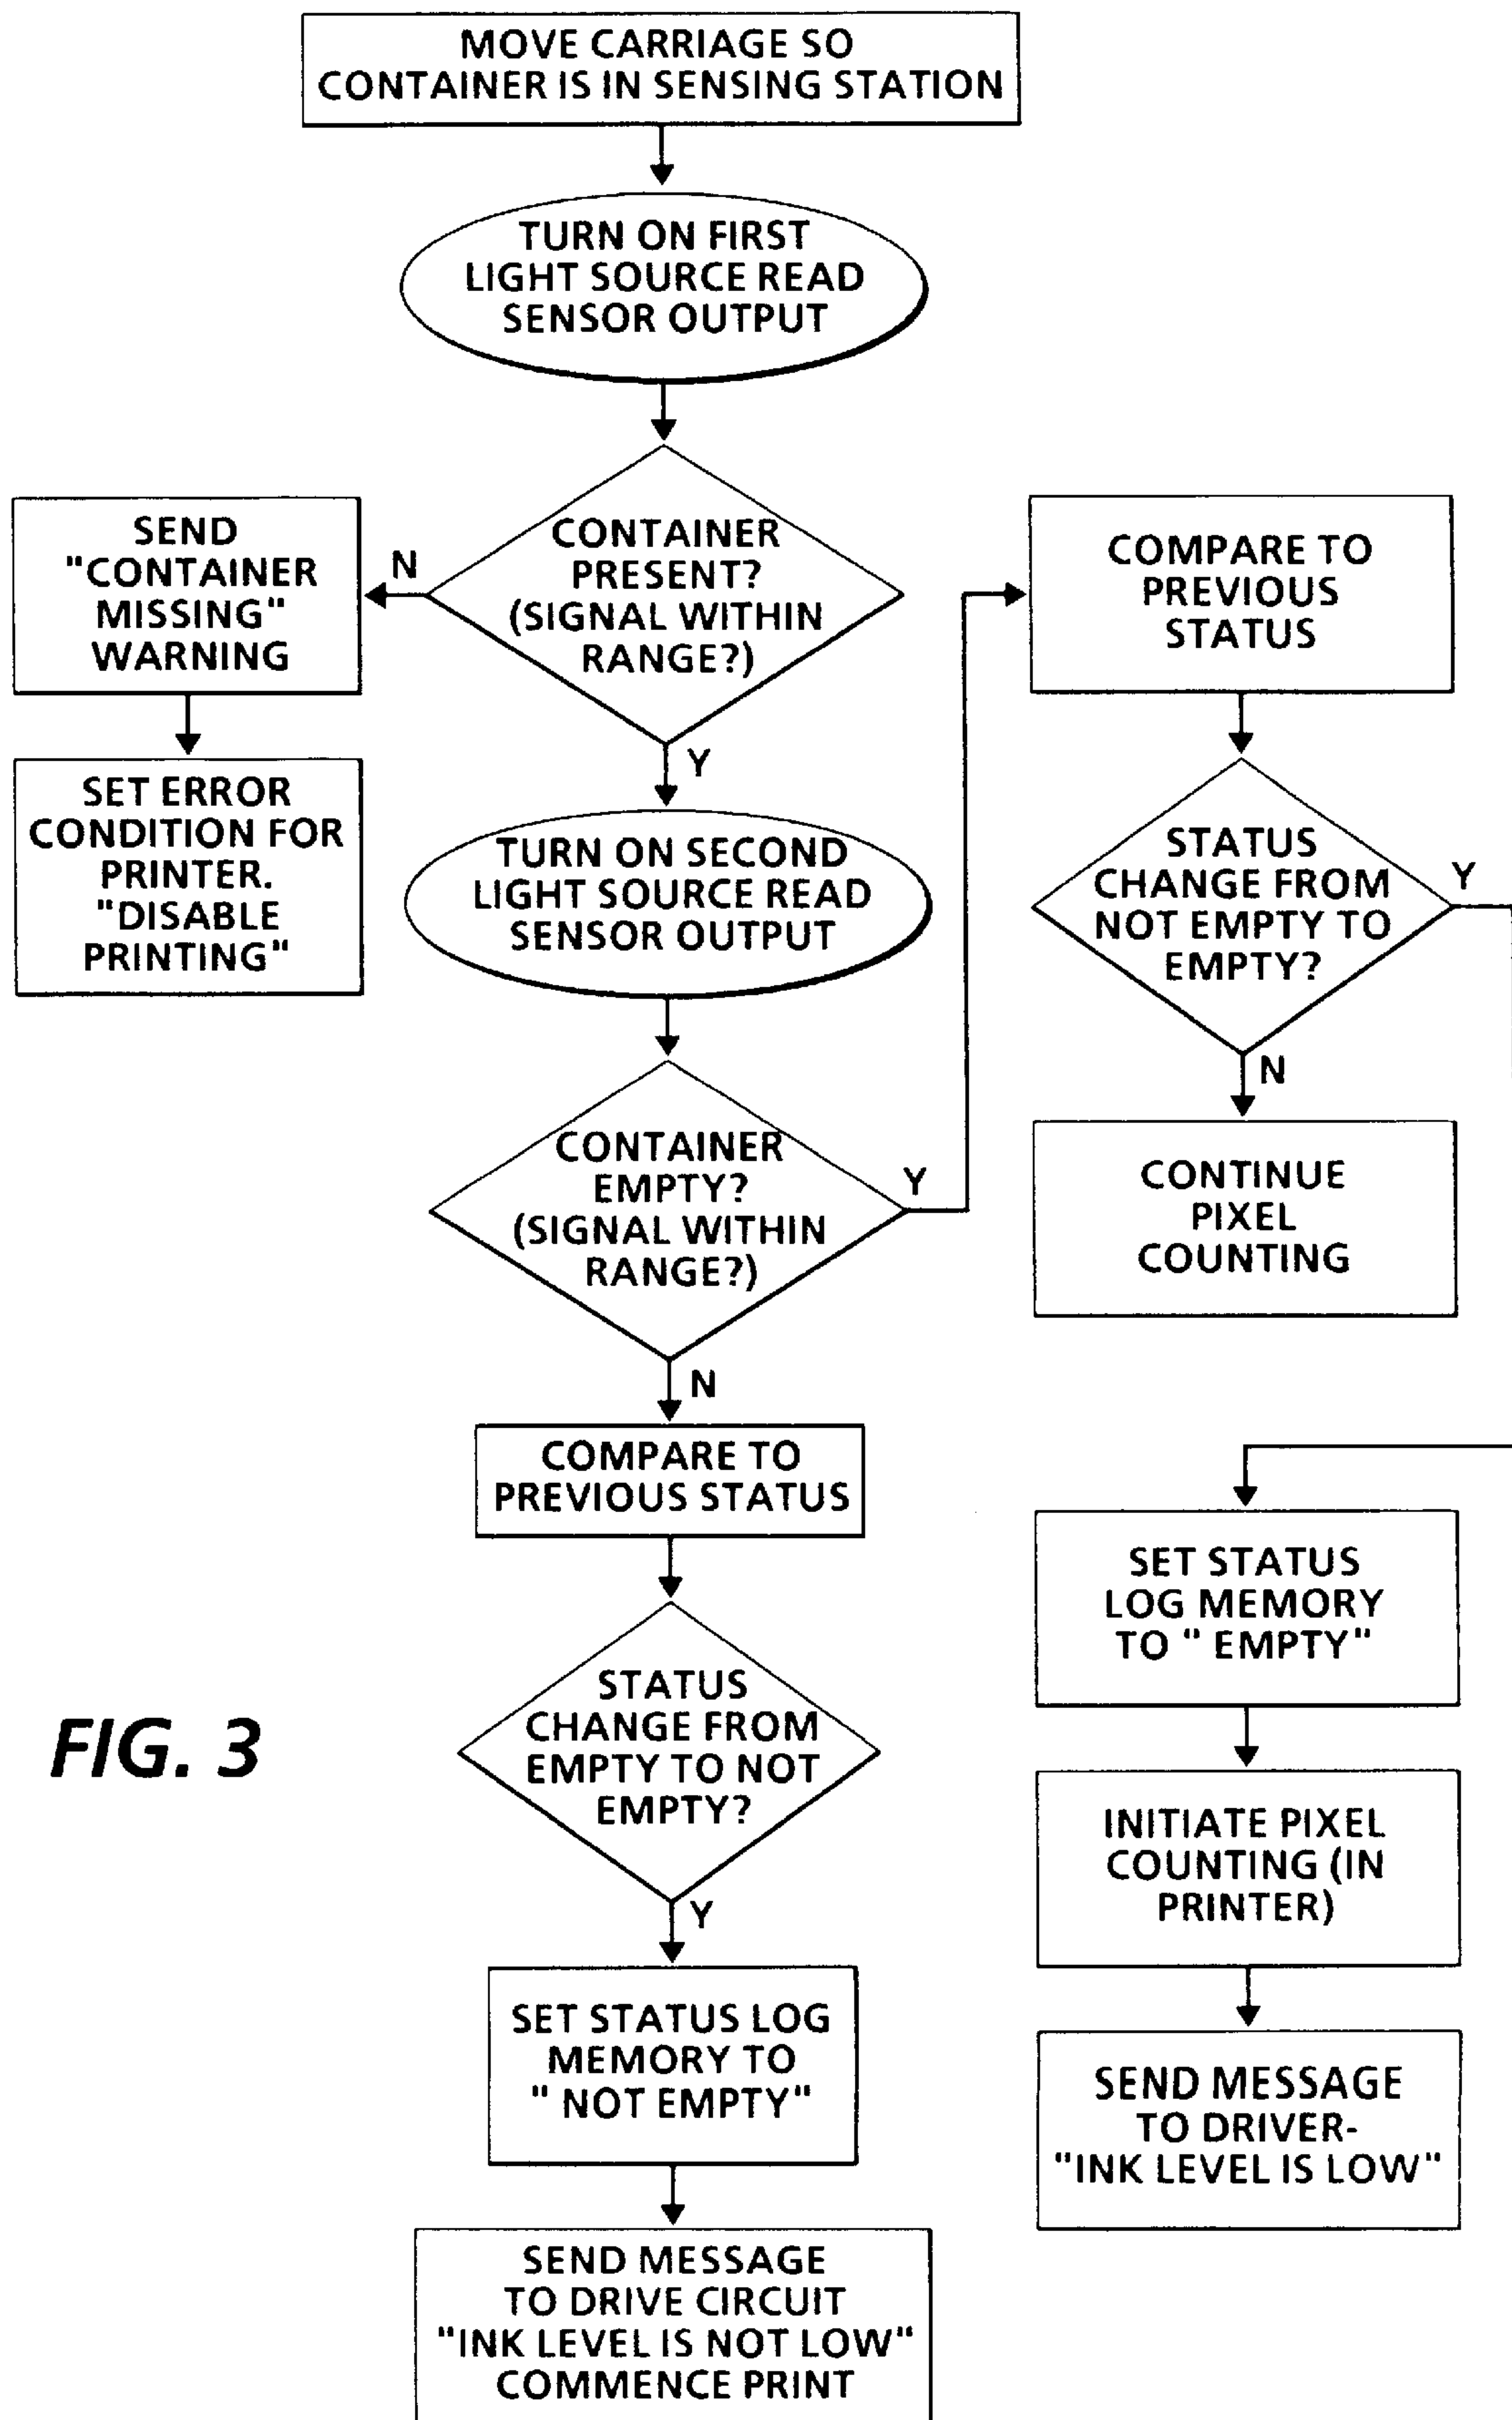 MOVE CARRIAGE SO
CONTAINER IS IN SENSING STATION
TURN ON FIRST
LIGHT SOURCE READ
SENSOR OUTPUT
CONTAINER
PRESENT?
(SIGNAL WITHIN
RANGE?)
N
SEND
"CONTAINER
MISSING"
WARNING
SET ERROR
CONDITION FOR
PRINTER.
"DISABLE
PRINTING"
Y
TURN ON SECOND
LIGHT SOURCE READ
SENSOR OUTPUT
CONTAINER
EMPTY?
(SIGNAL WITHIN
RANGE?)
Y
COMPARE TO
PREVIOUS
STATUS
STATUS
CHANGE FROM
NOT EMPTY TO
EMPTY?
Y
N
CONTINUE
PIXEL
COUNTING
N
COMPARE TO
PREVIOUS STATUS
STATUS
CHANGE FROM
EMPTY TO NOT
EMPTY?
Y
SET STATUS LOG
MEMORY TO
" NOT EMPTY"
SEND MESSAGE
TO DRIVE CIRCUIT
"INK LEVEL IS NOT LOW"
COMMENCE PRINT
SET STATUS
LOG MEMORY
TO " EMPTY"
INITIATE PIXEL
COUNTING (IN
PRINTER)
SEND MESSAGE
TO DRIVER-
"INK LEVEL IS LOW"
FIG. 3